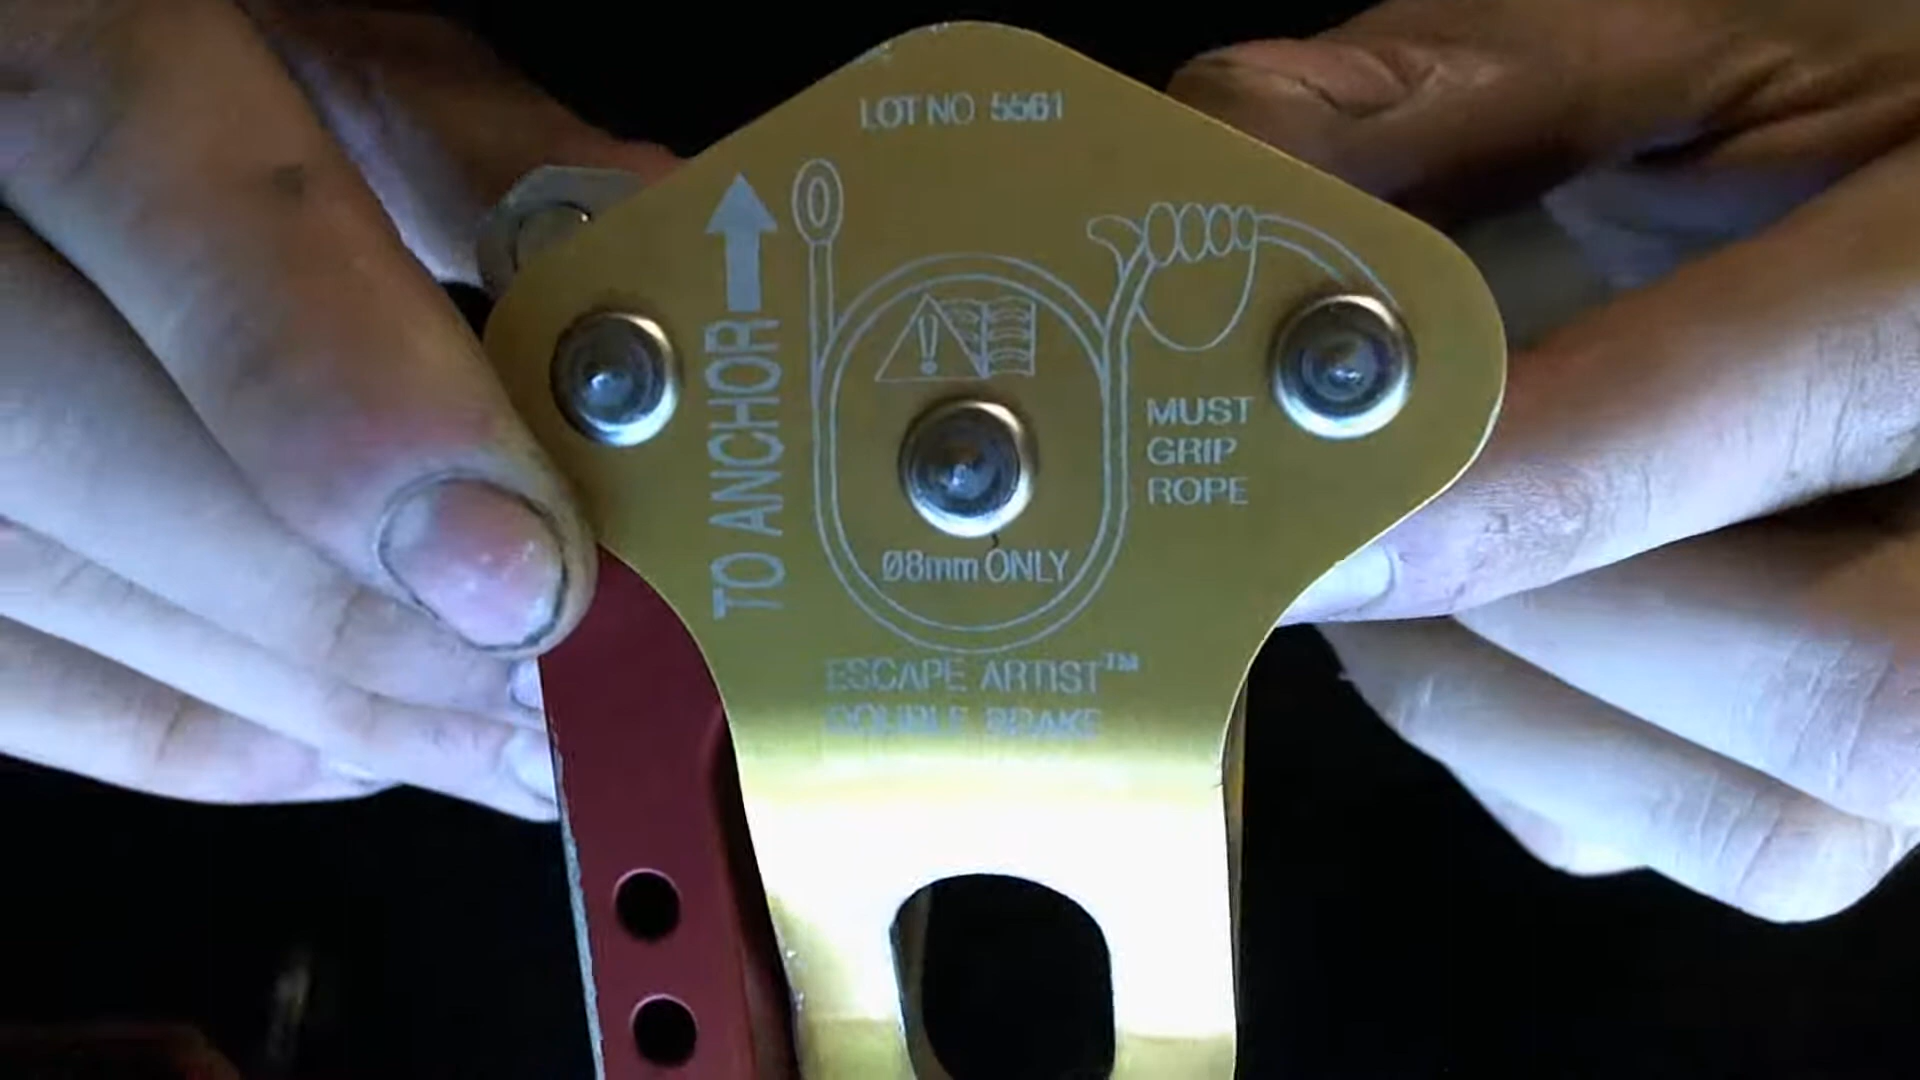 LOT NO 5561
TO ANCHOR
MUST
GRIP
ROPE
Ø8mm ONLY
ESCAPE ARTIST™
DOUBLE BRAKE